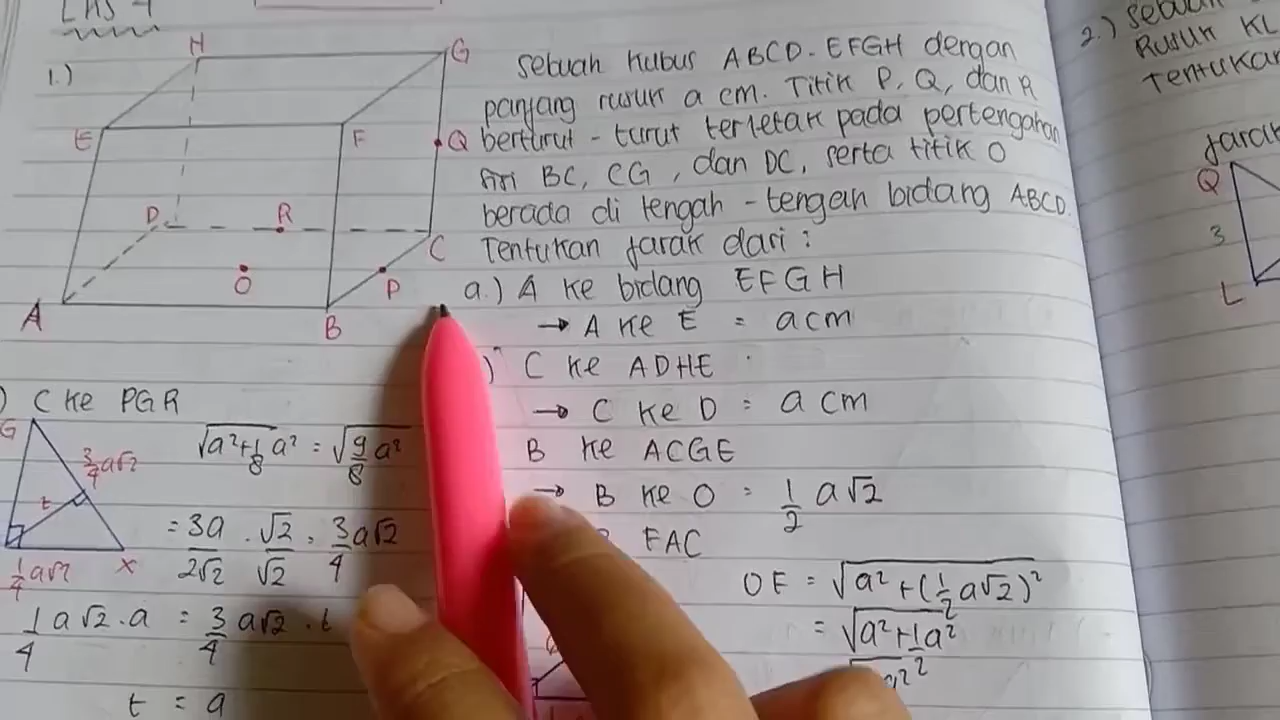 LKS 1
1.)
H
G
E
F
Q
D
R
C
O
P
A
B
Sebuah kubus ABCD.EFGH dengan
panjang rusuk a cm. Titik P, Q, dan R
berturut - turut terletak pada pertengahan
sisi BC, CG, dan DC, serta titik O
berada di tengah - tengah bidang ABCD.
Tentukan jarak dari :
a.) A ke bidang EFGH
→ A ke E = a cm
) C ke ADHE
→ C ke D = a cm
B ke ACGE
→ B ke O = 1/2 a√2
FAC
OF = √a² + (1/2 a√2)²
= √a² + 1/2 a²
) C ke PGR
G
3/4 a√2
t
1/4 a√2
x
√a² + 1/8 a² = √9/8 a²
= 3a/2√2 . √2/√2 = 3/4 a√2
1/4 a√2 . a = 3/4 a√2 . t
t = a
2.) Sebuah
Rusuk KL
Tentukan
Jarak
Q
3
L